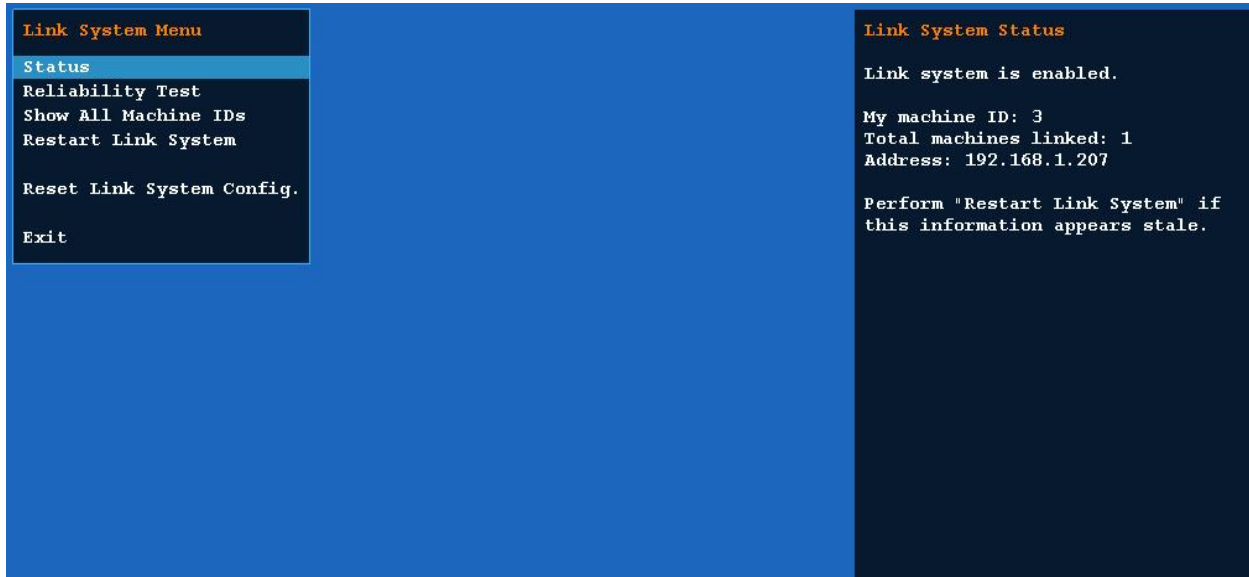 Link System Menu
Status
Reliability Test
Show All Machine IDs
Restart Link System
Reset Link System Config.
Exit
Link System Status
Link system is enabled.
My machine ID: 3
Total machines linked: 1
Address: 192.168.1.207
Perform "Restart Link System" if
this information appears stale.